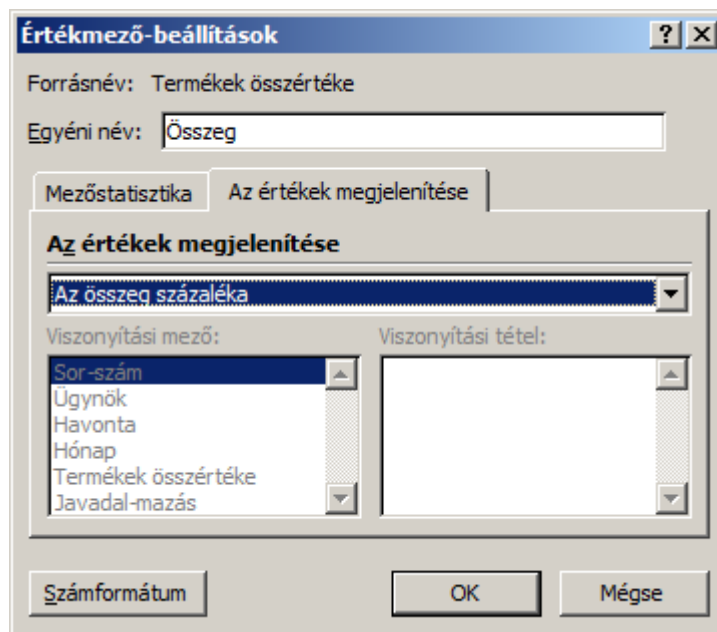 Értékmező-beállítások
Forrásnév: Termékek összértéke
Egyéni név: Összeg
Mezőstatisztika Az értékek megjelenítése
Az értékek megjelenítése
Az összeg százaléka
Viszonyítási mező: Viszonyítási tétel:
Sor-szám
Ügynök
Havonta
Hónap
Termékek összértéke
Javadal-mazás
Számformátum OK Mégse